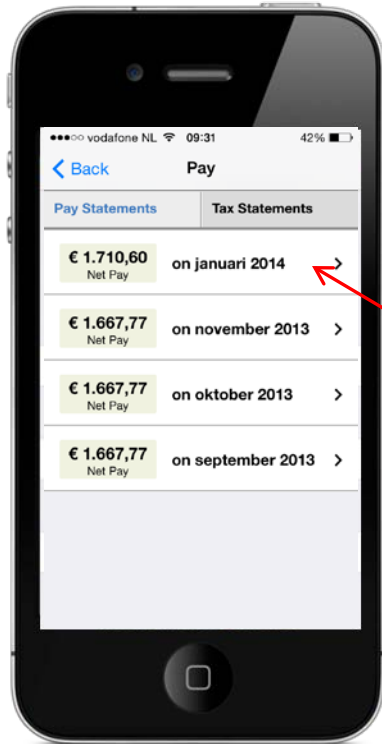 vodafone NL 09:31 42%
Back Pay
Pay Statements Tax Statements
€ 1.710,60 on januari 2014
Net Pay
€ 1.667,77 on november 2013
Net Pay
€ 1.667,77 on oktober 2013
Net Pay
€ 1.667,77 on september 2013
Net Pay